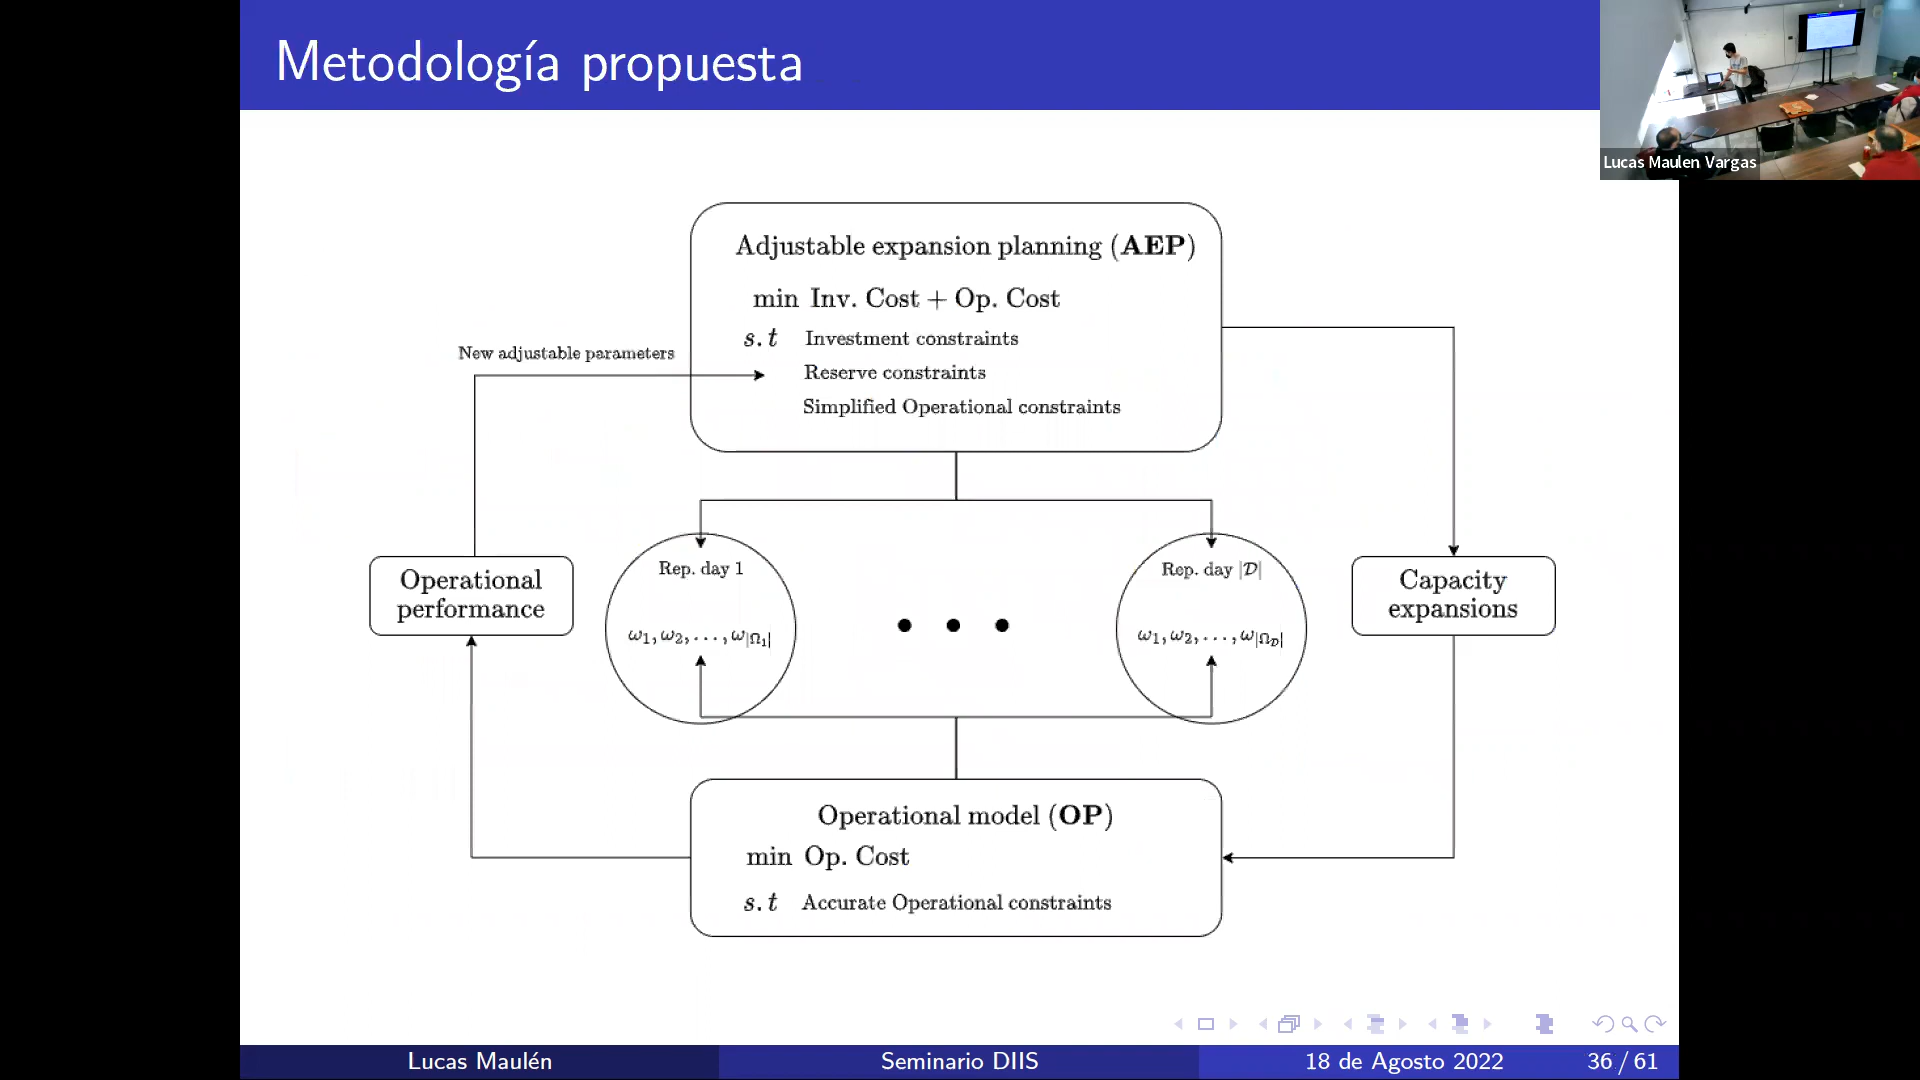 Metodología propuesta
Lucas Maulen Vargas
Adjustable expansion planning (AEP)
min Inv. Cost + Op. Cost
s.t Investment constraints
Reserve constraints
Simplified Operational constraints
New adjustable parameters
Operational
performance
Rep. day 1
ω₁, ω₂, . . . , ω|Ω₁|
• • •
Rep. day |𝒟|
ω₁, ω₂, . . . , ω|Ω𝒟|
Capacity
expansions
Operational model (OP)
min Op. Cost
s.t Accurate Operational constraints
Lucas Maulén
Seminario DIIS
18 de Agosto 2022
36 / 61